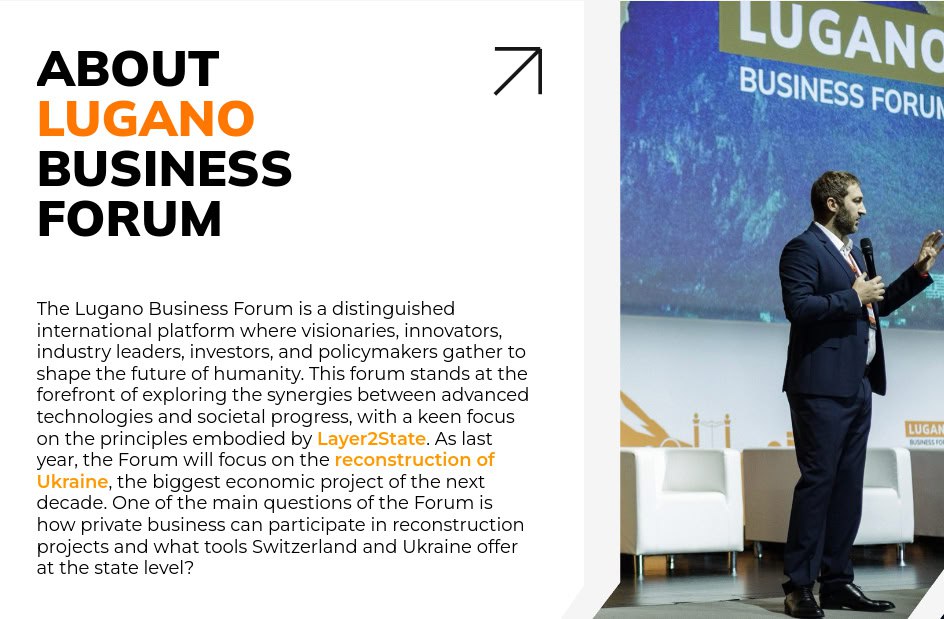 ABOUT
LUGANO
BUSINESS
FORUM
The Lugano Business Forum is a distinguished
international platform where visionaries, innovators,
industry leaders, investors, and policymakers gather to
shape the future of humanity. This forum stands at the
forefront of exploring the synergies between advanced
technologies and societal progress, with a keen focus
on the principles embodied by Layer2State. As last
year, the Forum will focus on the reconstruction of
Ukraine, the biggest economic project of the next
decade. One of the main questions of the Forum is
how private business can participate in reconstruction
projects and what tools Switzerland and Ukraine offer
at the state level?
LUGANO
BUSINESS FORUM
LUGAN
BUSINESS FO